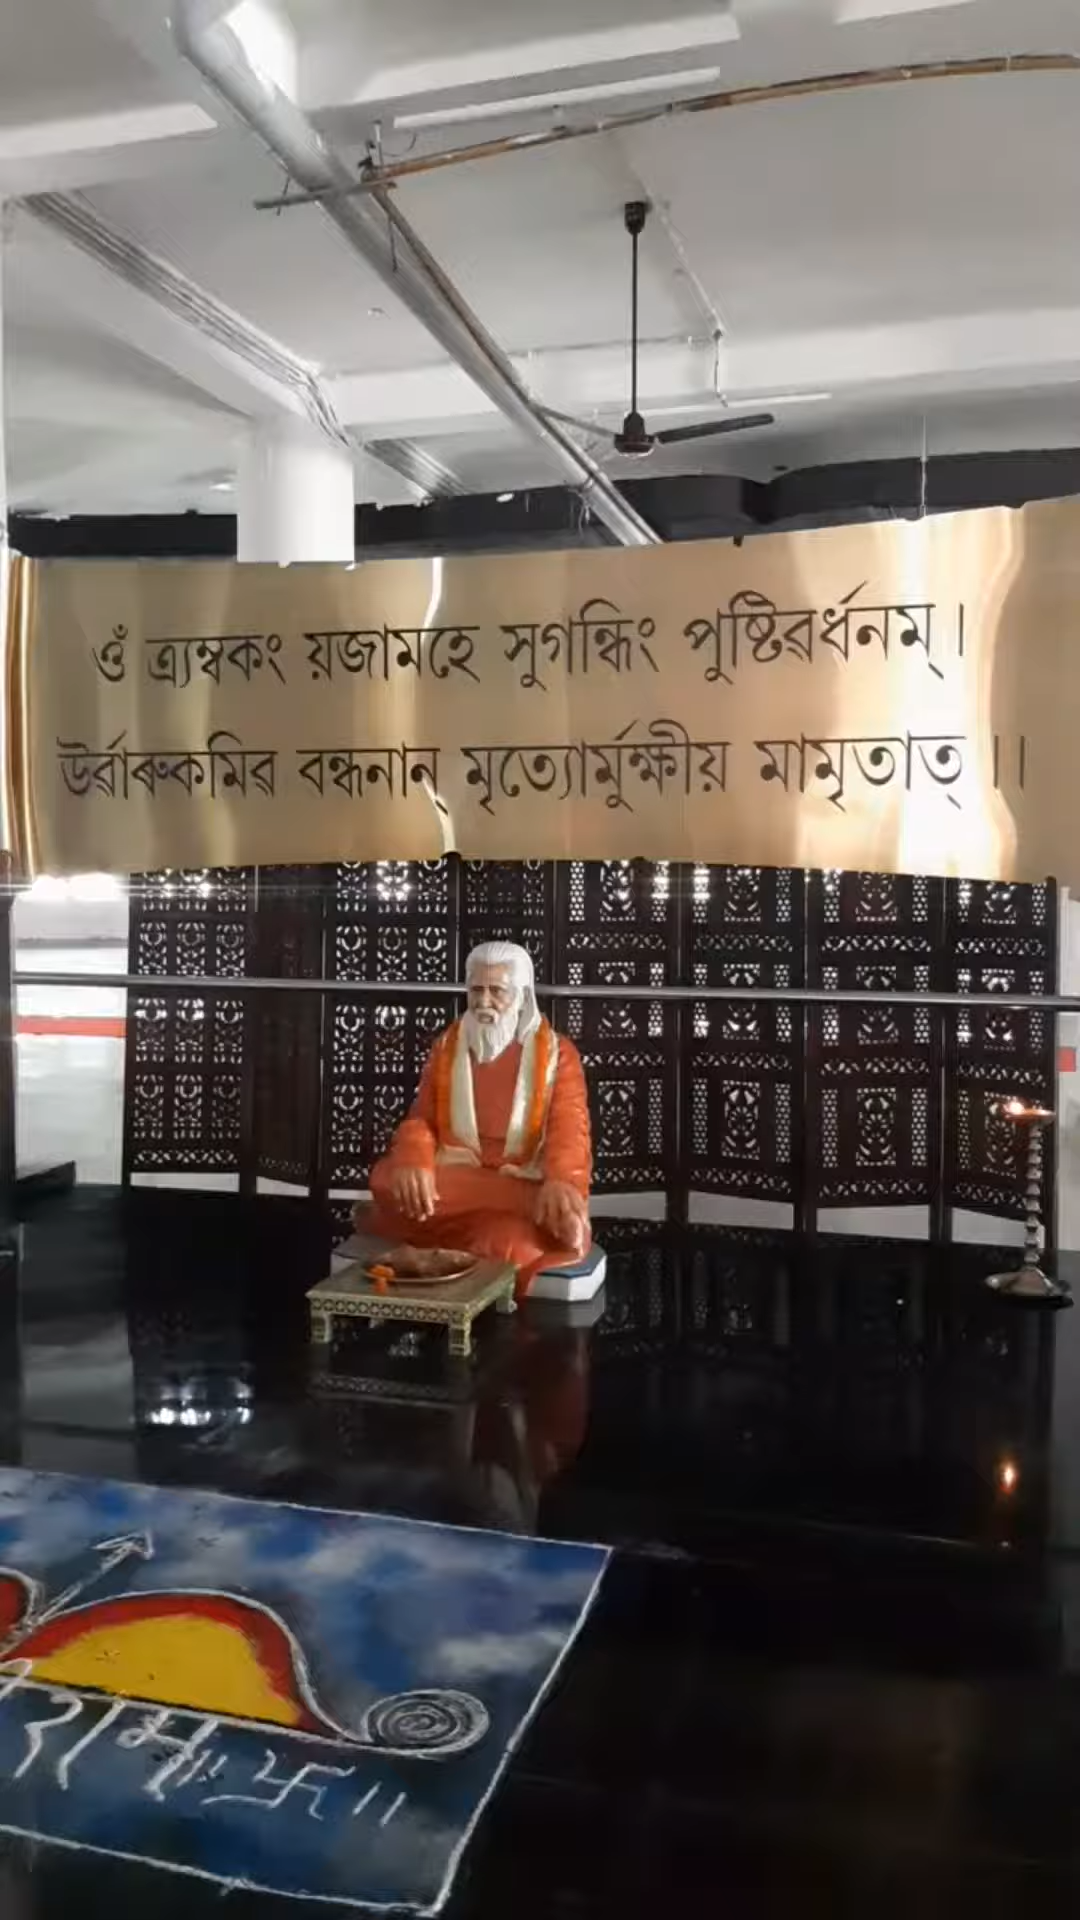 ওঁ ত্র্যম্বকং য়জামহে সুগন্ধিং পুষ্টিৱৰ্ধনম্।
উৰ্ৱাৰুকমিৱ বন্ধনান্ মৃত্যোৰ্মুক্ষীয় মামৃতাত্।।